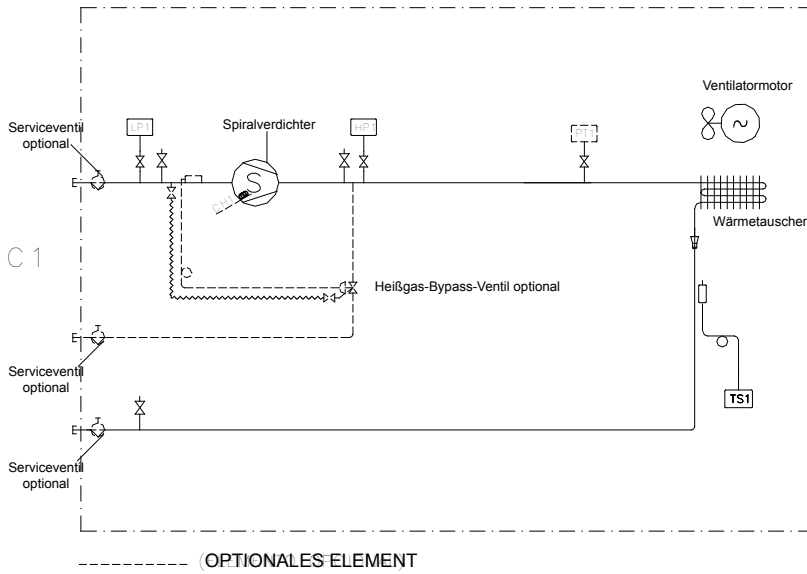 Ventilatormotor
Spiralverdichter
LP1
HP1
PT1
Serviceventil
optional
S
~
CH1
Wärmetauscher
C 1
Heißgas-Bypass-Ventil optional
Serviceventil
optional
TS1
Serviceventil
optional
OPTIONALES ELEMENT